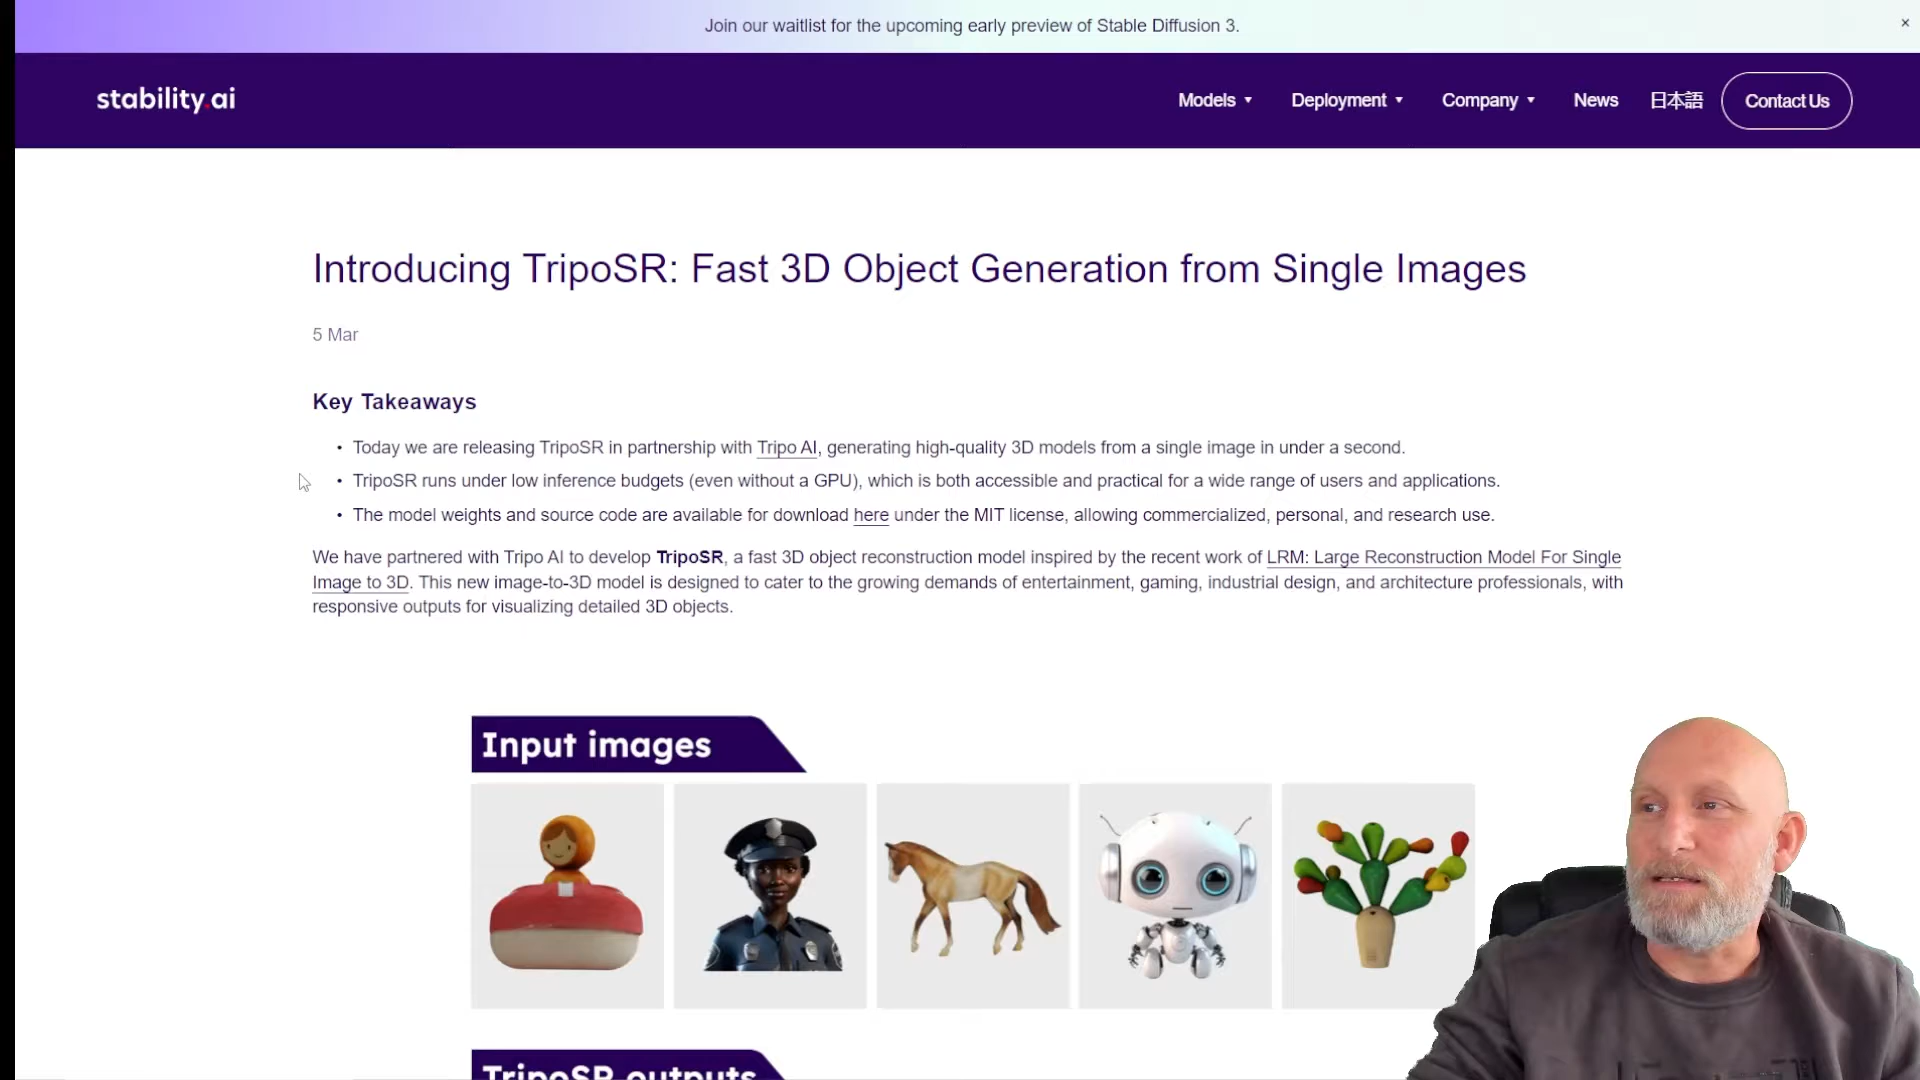 Join our waitlist for the upcoming early preview of Stable Diffusion 3.
×
stability.ai
Models
Deployment
Company
News
日本語
Contact Us
Introducing TripoSR: Fast 3D Object Generation from Single Images
5 Mar
Key Takeaways
• Today we are releasing TripoSR in partnership with Tripo AI, generating high-quality 3D models from a single image in under a second.
• TripoSR runs under low inference budgets (even without a GPU), which is both accessible and practical for a wide range of users and applications.
• The model weights and source code are available for download here under the MIT license, allowing commercialized, personal, and research use.
We have partnered with Tripo AI to develop TripoSR, a fast 3D object reconstruction model inspired by the recent work of LRM: Large Reconstruction Model For Single
Image to 3D. This new image-to-3D model is designed to cater to the growing demands of entertainment, gaming, industrial design, and architecture professionals, with
responsive outputs for visualizing detailed 3D objects.
Input images
TripoSR outputs